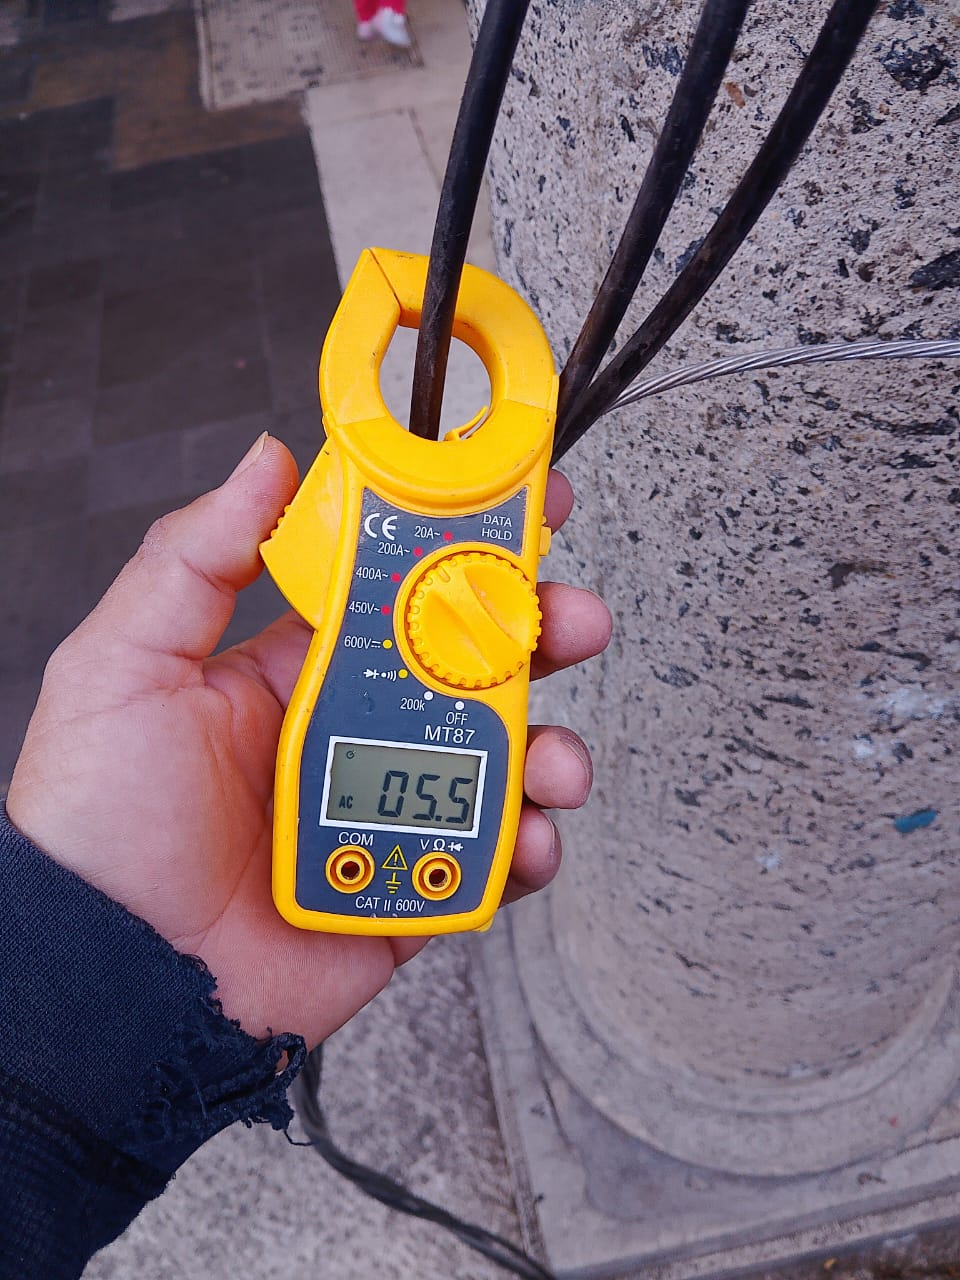 CE
DATA
HOLD
20A~
200A~
400A~
450V~
600V⎓
200k
OFF
MT87
AC 05.5
COM VΩ
CAT II 600V